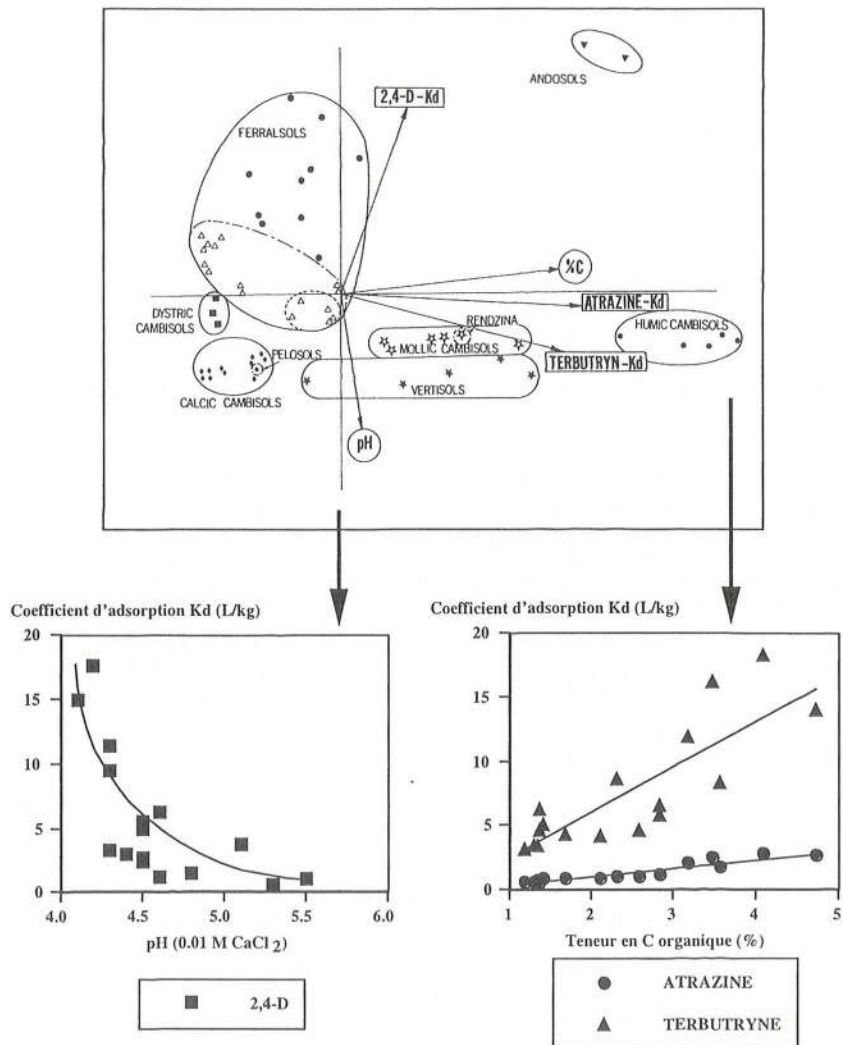 ANDOSOLS
2,4-D-Kd
FERRALSOLS
%C
ATRAZINE-Kd
DYSTRIC
CAMBISOLS
RENDZINA
HUMIC CAMBISOLS
MOLLIC CAMBISOLS
PELOSOLS
TERBUTRYN-Kd
VERTISOLS
CALCIC CAMBISOLS
pH
Coefficient d'adsorption Kd (L/kg)
20
15
10
5
0
4.0 4.5 5.0 5.5 6.0
pH (0.01 M CaCl2)
2,4-D
Coefficient d'adsorption Kd (L/kg)
20
15
10
5
0
1 2 3 4 5
Teneur en C organique (%)
ATRAZINE
TERBUTRYNE